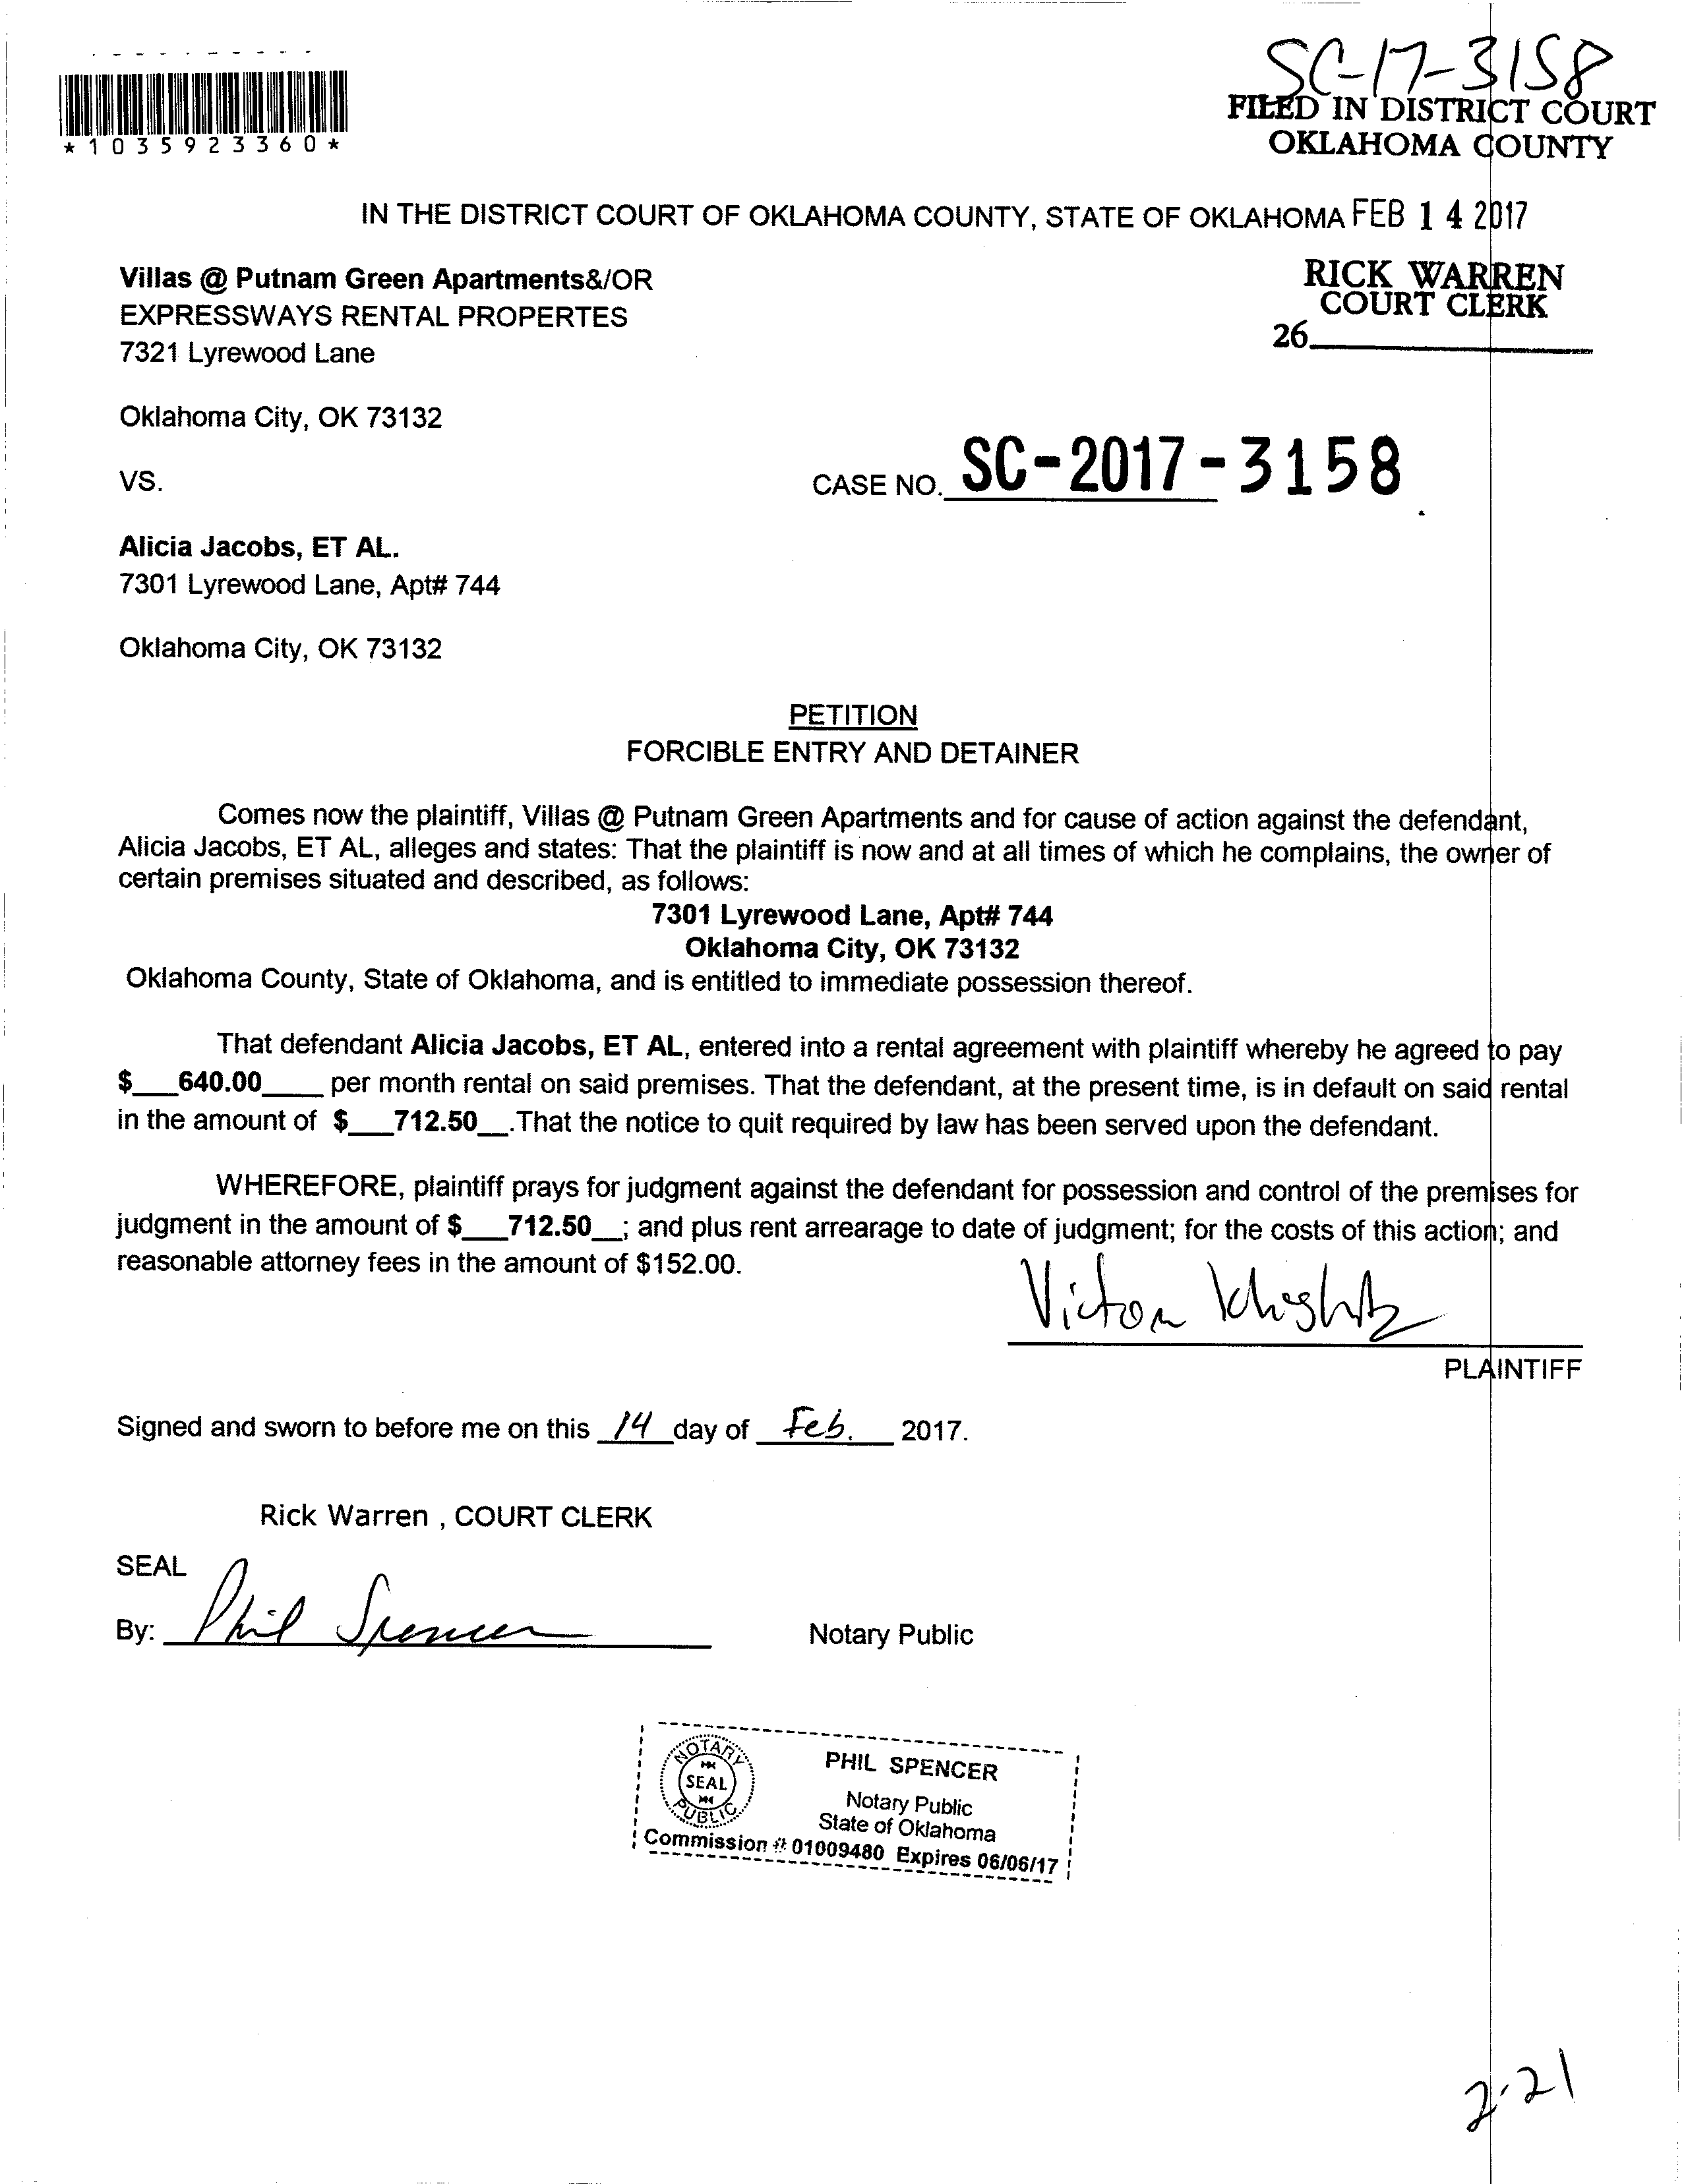 SC-17-3158
FILED IN DISTRICT COURT
OKLAHOMA COUNTY
*1035923360*
IN THE DISTRICT COURT OF OKLAHOMA COUNTY, STATE OF OKLAHOMA FEB 14 2017
Villas @ Putnam Green Apartments&/OR
EXPRESSWAYS RENTAL PROPERTES
7321 Lyrewood Lane
RICK WARREN
COURT CLERK
26
Oklahoma City, OK 73132
VS.
CASE NO. SC-2017-3158
Alicia Jacobs, ET AL.
7301 Lyrewood Lane, Apt# 744
Oklahoma City, OK 73132
PETITION
FORCIBLE ENTRY AND DETAINER
Comes now the plaintiff, Villas @ Putnam Green Apartments and for cause of action against the defendant,
Alicia Jacobs, ET AL, alleges and states: That the plaintiff is now and at all times of which he complains, the owner of
certain premises situated and described, as follows:
7301 Lyrewood Lane, Apt# 744
Oklahoma City, OK 73132
Oklahoma County, State of Oklahoma, and is entitled to immediate possession thereof.
That defendant Alicia Jacobs, ET AL, entered into a rental agreement with plaintiff whereby he agreed to pay
$___640.00____ per month rental on said premises. That the defendant, at the present time, is in default on said rental
in the amount of $___712.50__.That the notice to quit required by law has been served upon the defendant.
WHEREFORE, plaintiff prays for judgment against the defendant for possession and control of the premises for
judgment in the amount of $___712.50__; and plus rent arrearage to date of judgment; for the costs of this action; and
reasonable attorney fees in the amount of $152.00.
Victor
PLAINTIFF
Signed and sworn to before me on this 14 day of Feb. 2017.
Rick Warren , COURT CLERK
SEAL
By: Phil Spencer
Notary Public
NOTARY
SEAL
PUBLIC
PHIL SPENCER
Notary Public
State of Oklahoma
Commission # 01009480 Expires 06/06/17
2-21